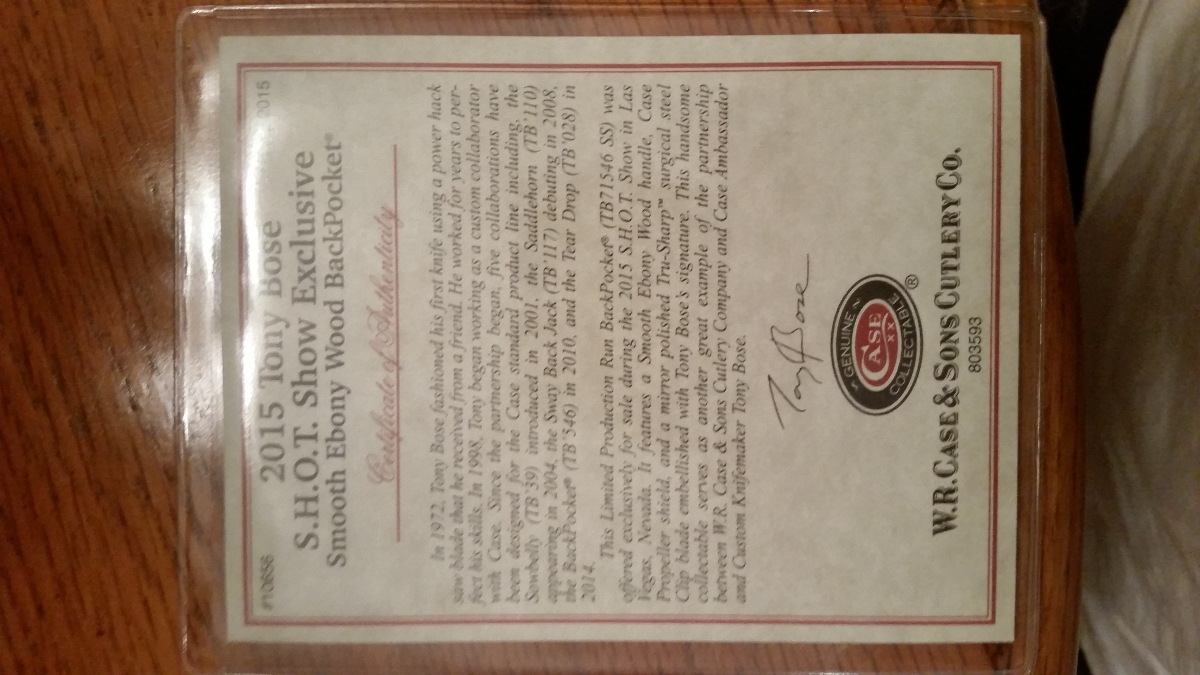 #10656 2015
2015 Tony Bose
S.H.O.T. Show Exclusive
Smooth Ebony Wood BackPocket®
Certificate of Authenticity
In 1972, Tony Bose fashioned his first knife using a power hack
saw blade that he received from a friend. He worked for years to per-
fect his skills. In 1998, Tony began working as a custom collaborator
with Case. Since the partnership began, five collaborations have
been designed for the Case standard product line including, the
Sowbelly (TB'39) introduced in 2001, the Saddlehorn (TB'110)
appearing in 2004, the Sway Back Jack (TB'117) debuting in 2008,
the BackPocket® (TB'546) in 2010, and the Tear Drop (TB'028) in
2014.
This Limited Production Run BackPocket® (TB71546 SS) was
offered exclusively for sale during the 2015 S.H.O.T. Show in Las
Vegas, Nevada. It features a Smooth Ebony Wood handle, Case
Propeller shield, and a mirror polished Tru-Sharp™ surgical steel
Clip blade embellished with Tony Bose's signature. This handsome
collectable serves as another great example of the partnership
between W.R. Case & Sons Cutlery Company and Case Ambassador
and Custom Knifemaker Tony Bose.
Tony Bose
GENUINE
CASE
XX
COLLECTABLE
®
W.R. CASE & SONS CUTLERY CO.
803593